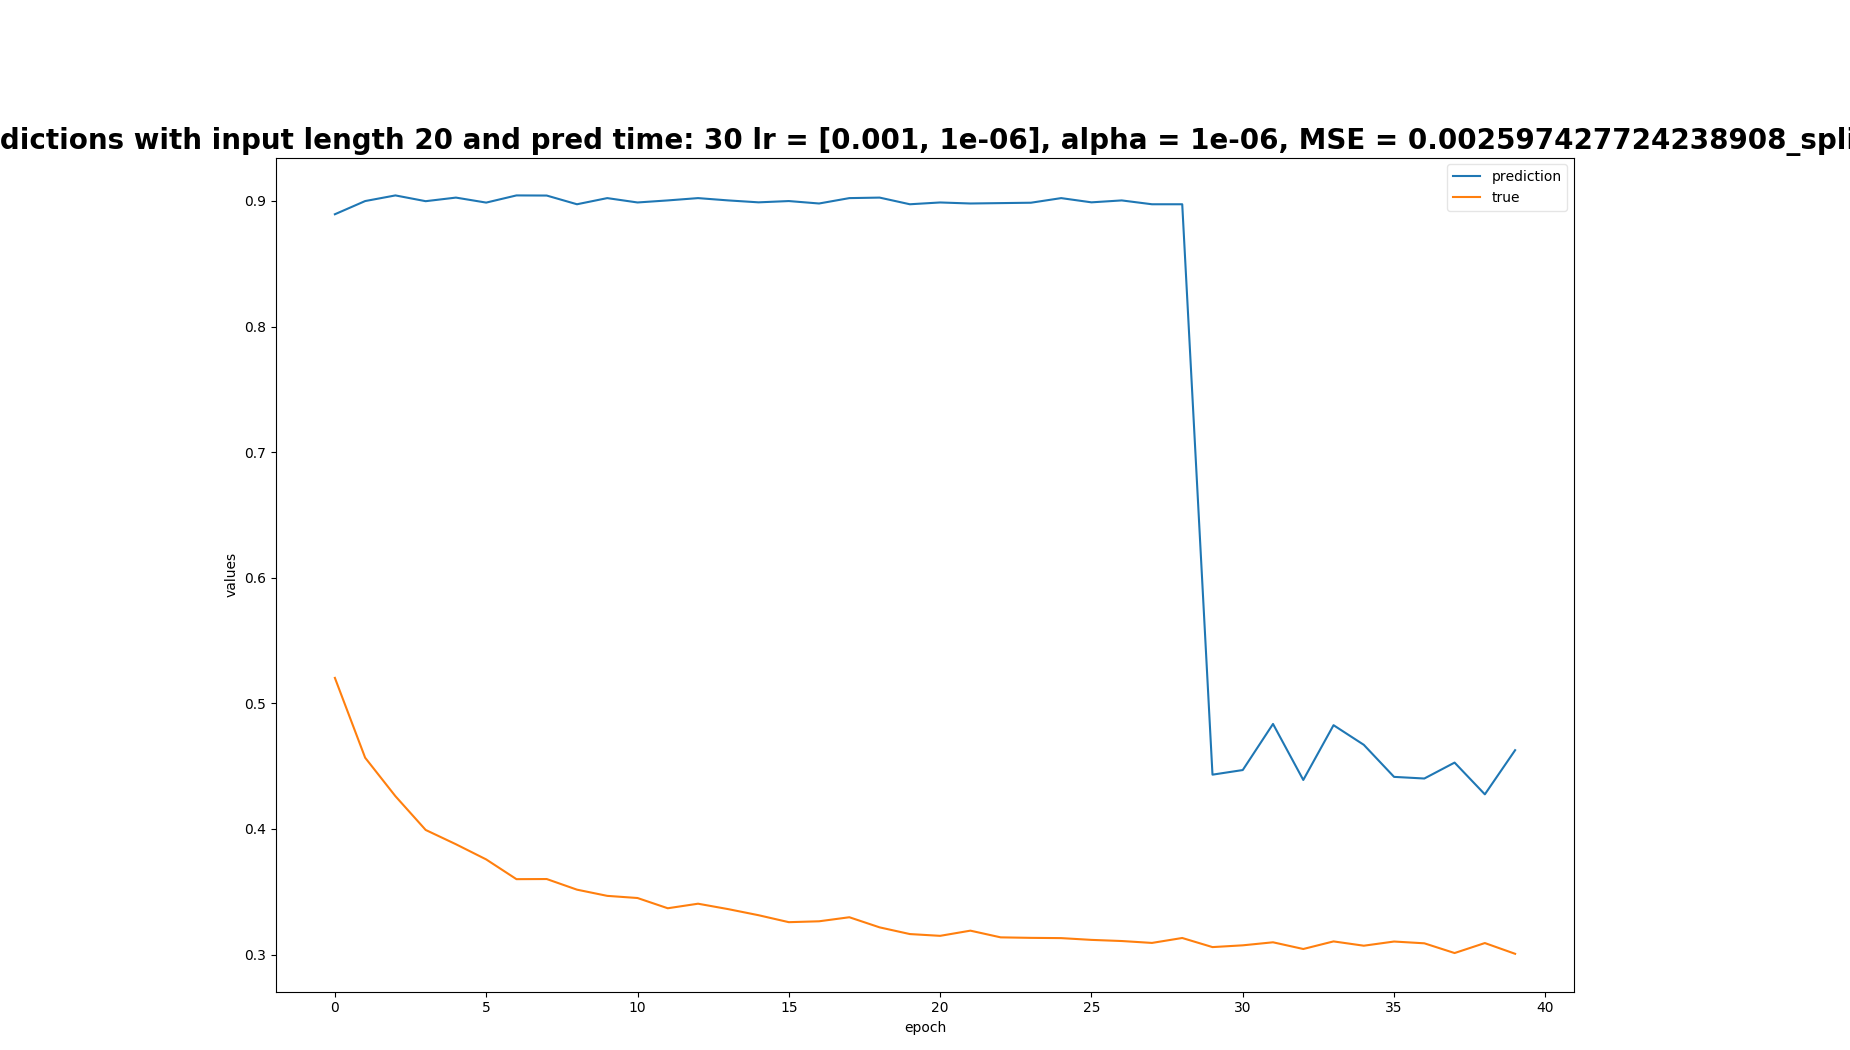 dictions with input length 20 and pred time: 30 lr = [0.001, 1e-06], alpha = 1e-06, MSE = 0.002597427724238908_spli
prediction
true
0.9
0.8
0.7
0.6
0.5
0.4
0.3
values
0 5 10 15 20 25 30 35 40
epoch